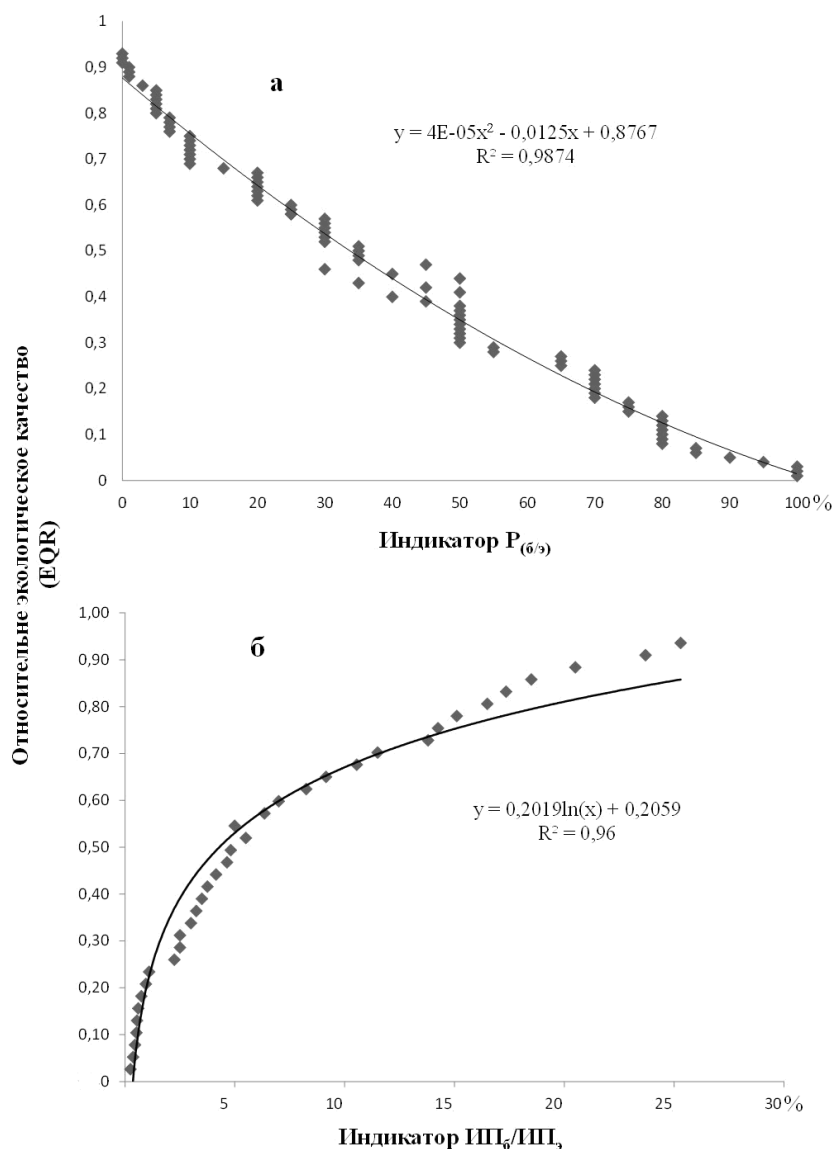 Относительне экологическое качество
(EQR)
1
0,9
0,8
0,7
0,6
0,5
0,4
0,3
0,2
0,1
0
а
y = 4E-05x² - 0,0125x + 0,8767
R² = 0,9874
0 10 20 30 40 50 60 70 80 90 100%
Индикатор P(б/э)
1,00
0,90
0,80
0,70
0,60
0,50
0,40
0,30
0,20
0,10
0
б
y = 0,2019ln(x) + 0,2059
R² = 0,96
5 10 15 20 25 30%
Индикатор ИПб/ИПэ